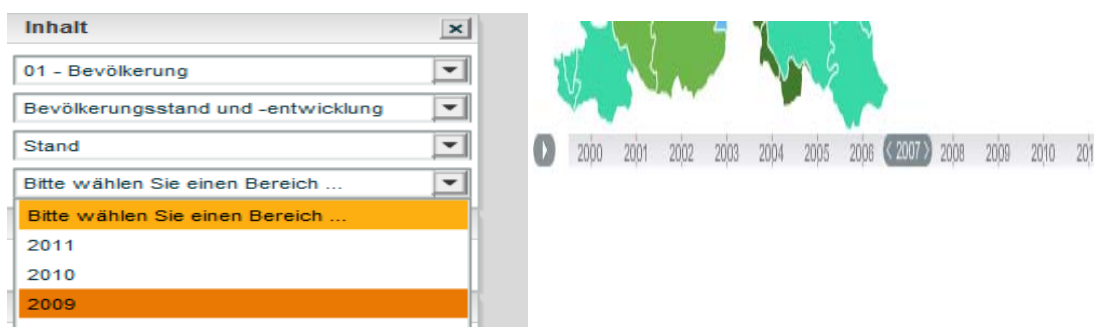 Inhalt
01 - Bevölkerung
Bevölkerungsstand und -entwicklung
Stand
Bitte wählen Sie einen Bereich ...
Bitte wählen Sie einen Bereich ...
2011
2010
2009
2000 2001 2002 2003 2004 2005 2006 2007 2008 2009 2010 201